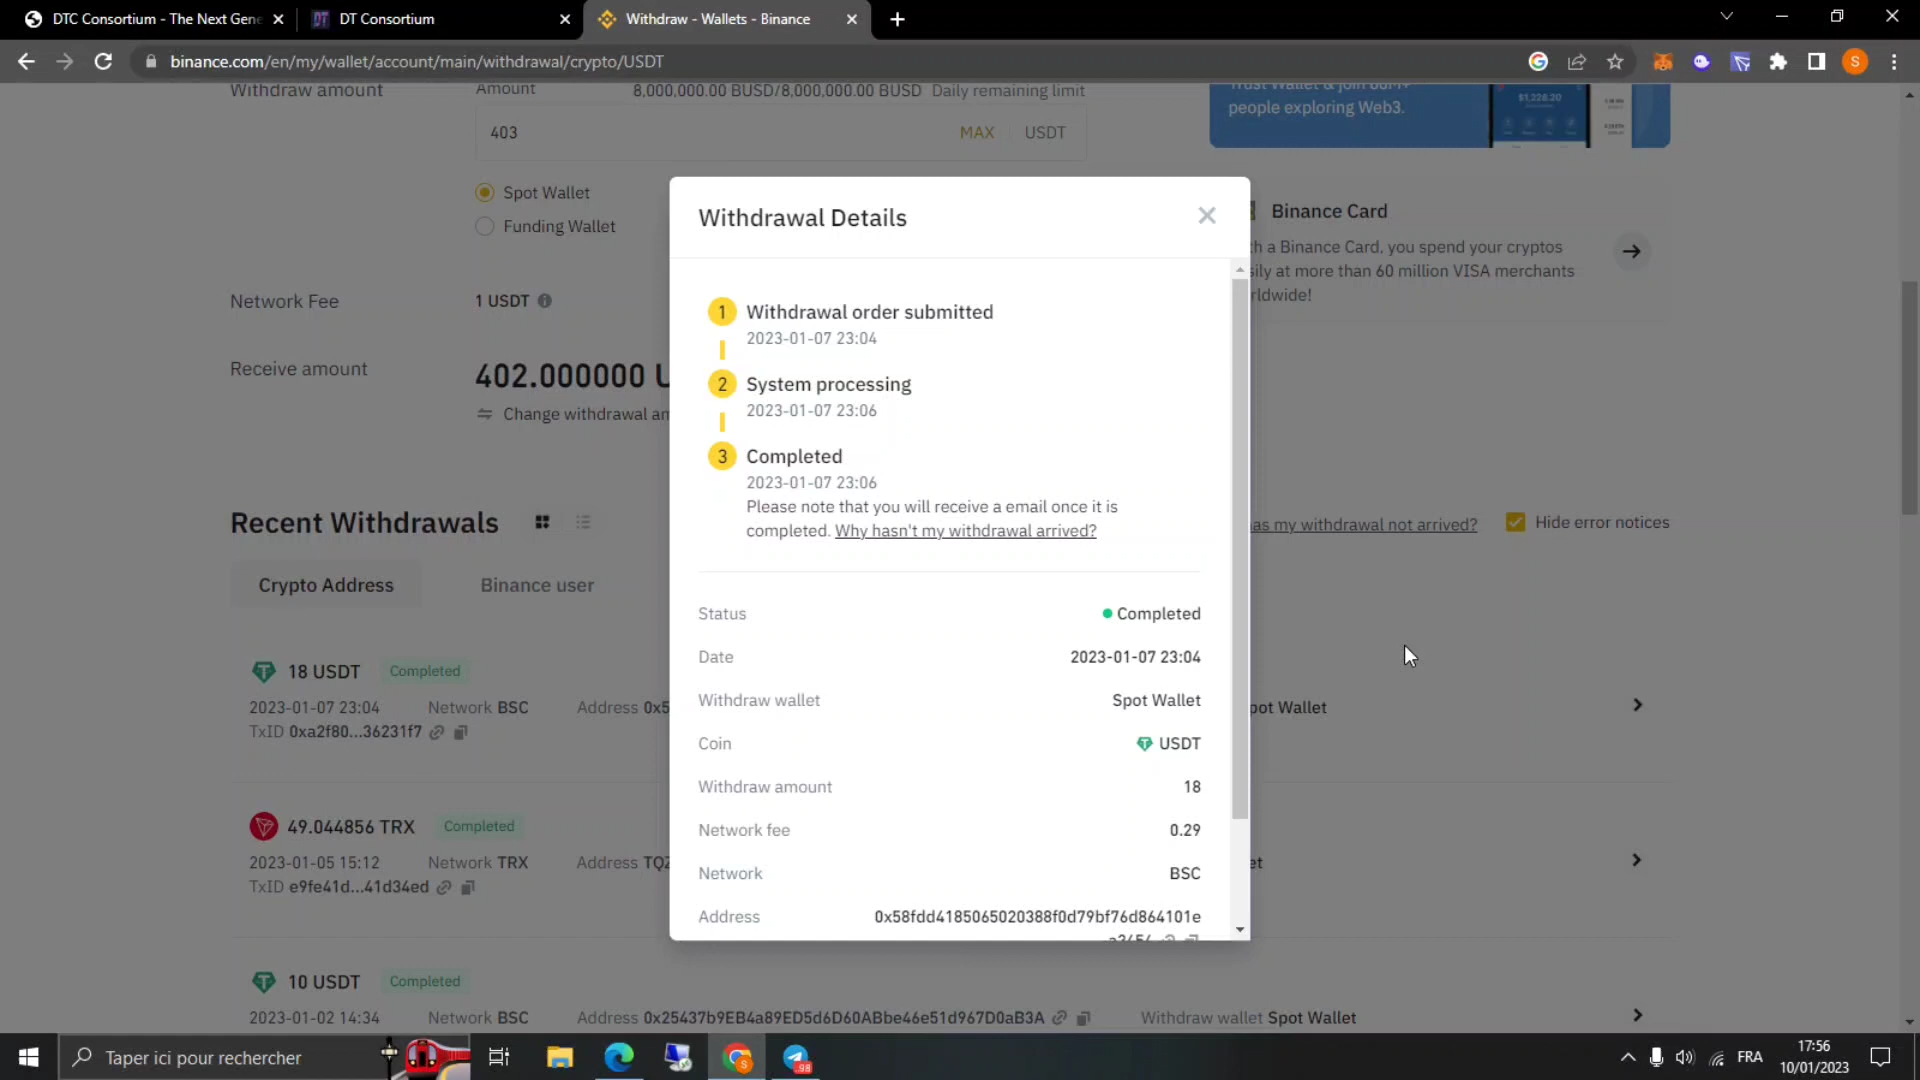 DTC Consortium - The Next Gene
DT Consortium
Withdraw - Wallets - Binance
binance.com/en/my/wallet/account/main/withdrawal/crypto/USDT
Withdraw amount
Amount
8,000,000.00 BUSD/8,000,000.00 BUSD Daily remaining limit
403
MAX
USDT
people exploring Web3.
$1,228.20
Spot Wallet
Funding Wallet
Binance Card
a Binance Card, you spend your cryptos
at more than 60 million VISA merchants
Network Fee
1 USDT
Receive amount
402.000000 U
Change withdrawal am
Withdrawal Details
1
Withdrawal order submitted
2023-01-07 23:04
2
System processing
2023-01-07 23:06
3
Completed
2023-01-07 23:06
Please note that you will receive a email once it is
completed. Why hasn't my withdrawal arrived?
Status
Completed
Date
2023-01-07 23:04
Withdraw wallet
Spot Wallet
Coin
USDT
Withdraw amount
18
Network fee
0.29
Network
BSC
Address
0x58fdd4185065020388f0d79bf76d864101e
Recent Withdrawals
has my withdrawal not arrived?
Hide error notices
Crypto Address
Binance user
18 USDT
Completed
2023-01-07 23:04
Network BSC
Address 0x5
pot Wallet
TxID 0xa2f80...36231f7
49.044856 TRX
Completed
2023-01-05 15:12
Network TRX
Address TQZ
et
TxID e9fe41d...41d34ed
10 USDT
Completed
2023-01-02 14:34
Network BSC
Address 0x25437b9EB4a89ED5d6D60ABbe46e51d967D0aB3A
Withdraw wallet Spot Wallet
Taper ici pour rechercher
98
FRA
17:56
10/01/2023